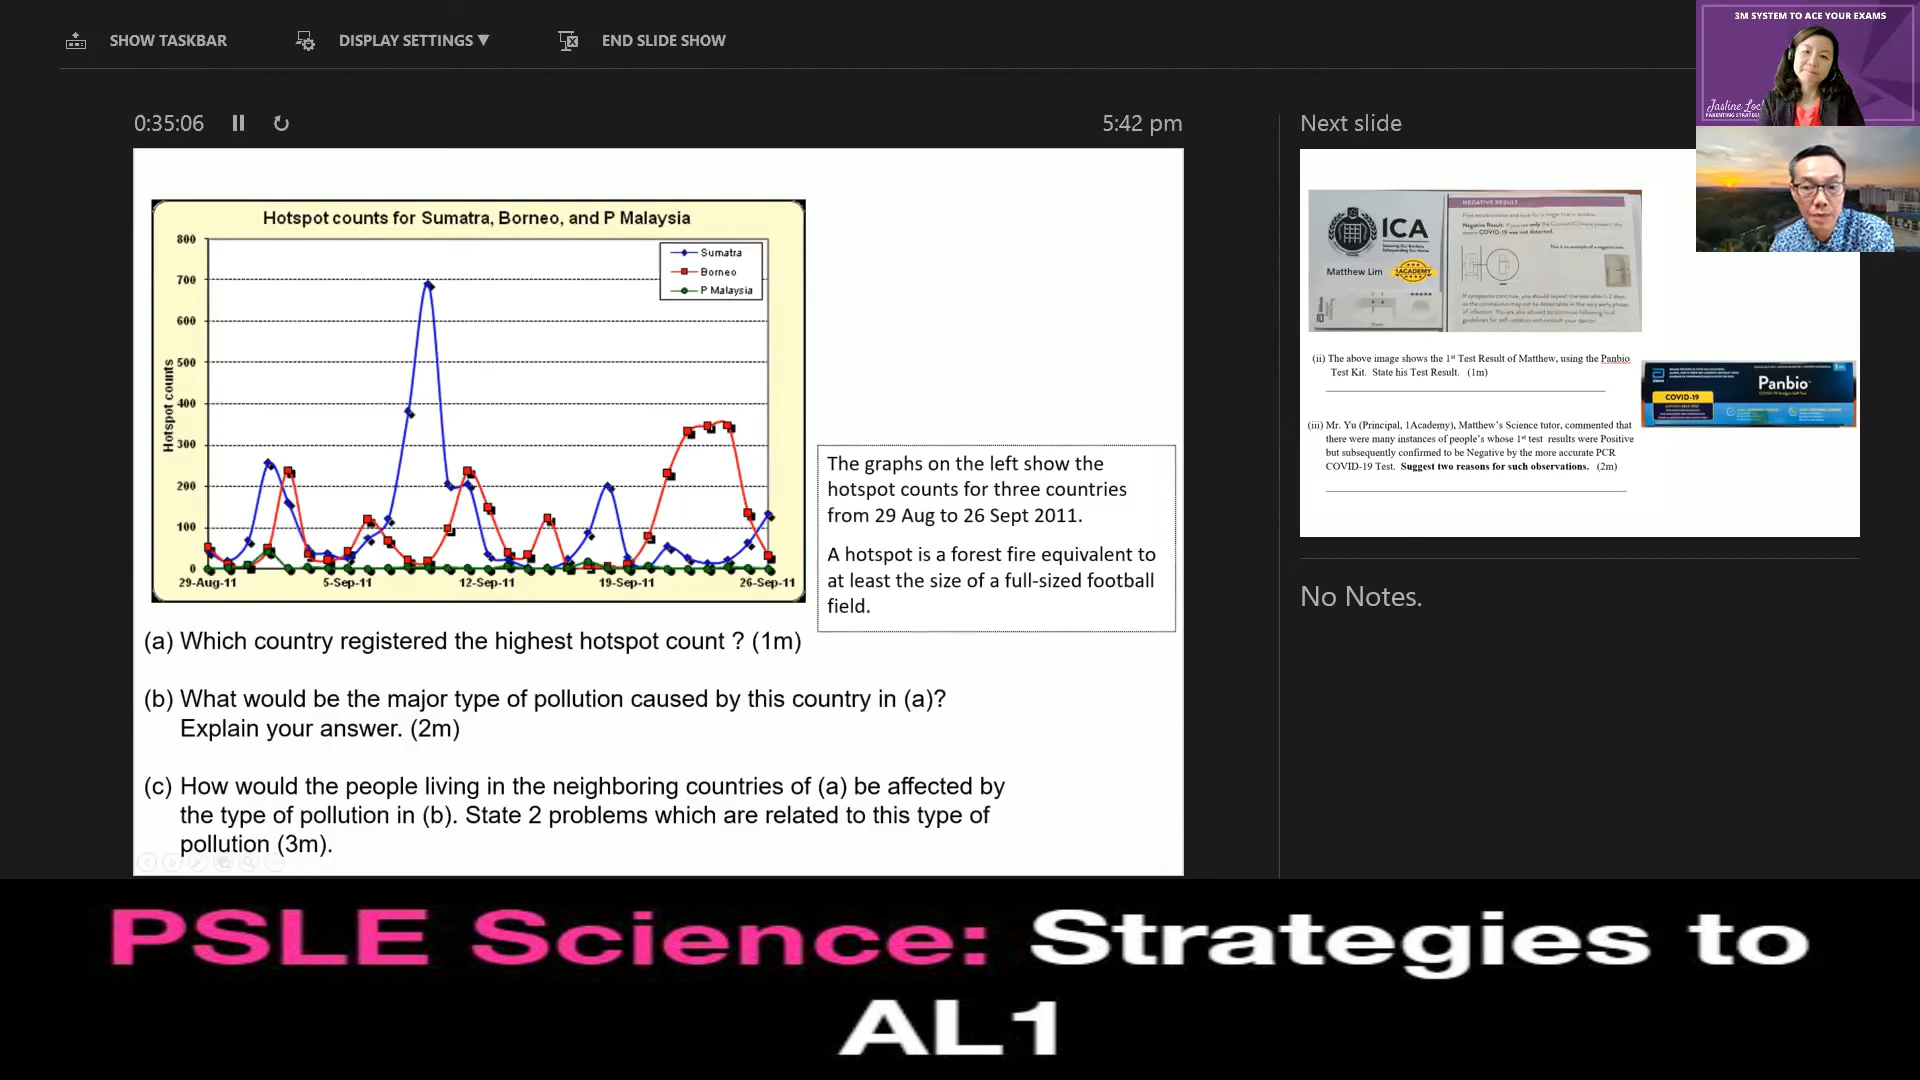 SHOW TASKBAR
DISPLAY SETTINGS ▼
END SLIDE SHOW
3M SYSTEM TO ACE YOUR EXAMS
0:35:06
5:42 pm
Hotspot counts for Sumatra, Borneo, and P Malaysia
Hotspot counts
800
700
600
500
400
300
200
100
0
Sumatra
Borneo
P Malaysia
29-Aug-11
5-Sep-11
12-Sep-11
19-Sep-11
26-Sep-11
The graphs on the left show the
hotspot counts for three countries
from 29 Aug to 26 Sept 2011.
A hotspot is a forest fire equivalent to
at least the size of a full-sized football
field.
(a) Which country registered the highest hotspot count ? (1m)
(b) What would be the major type of pollution caused by this country in (a)?
Explain your answer. (2m)
(c) How would the people living in the neighboring countries of (a) be affected by
the type of pollution in (b). State 2 problems which are related to this type of
pollution (3m).
Next slide
ICA
Matthew Lim
1ACADEMY
NEGATIVE RESULT
(ii) The above image shows the 1st Test Result of Matthew, using the Panbio
Test Kit. State his Test Result. (1m)
Panbio
COVID-19
(iii) Mr. Yu (Principal, 1Academy), Matthew's Science tutor, commented that
there were many instances of people's whose 1st test results were Positive
but subsequently confirmed to be Negative by the more accurate PCR
COVID-19 Test. Suggest two reasons for such observations. (2m)
No Notes.
PSLE Science: Strategies to
AL1